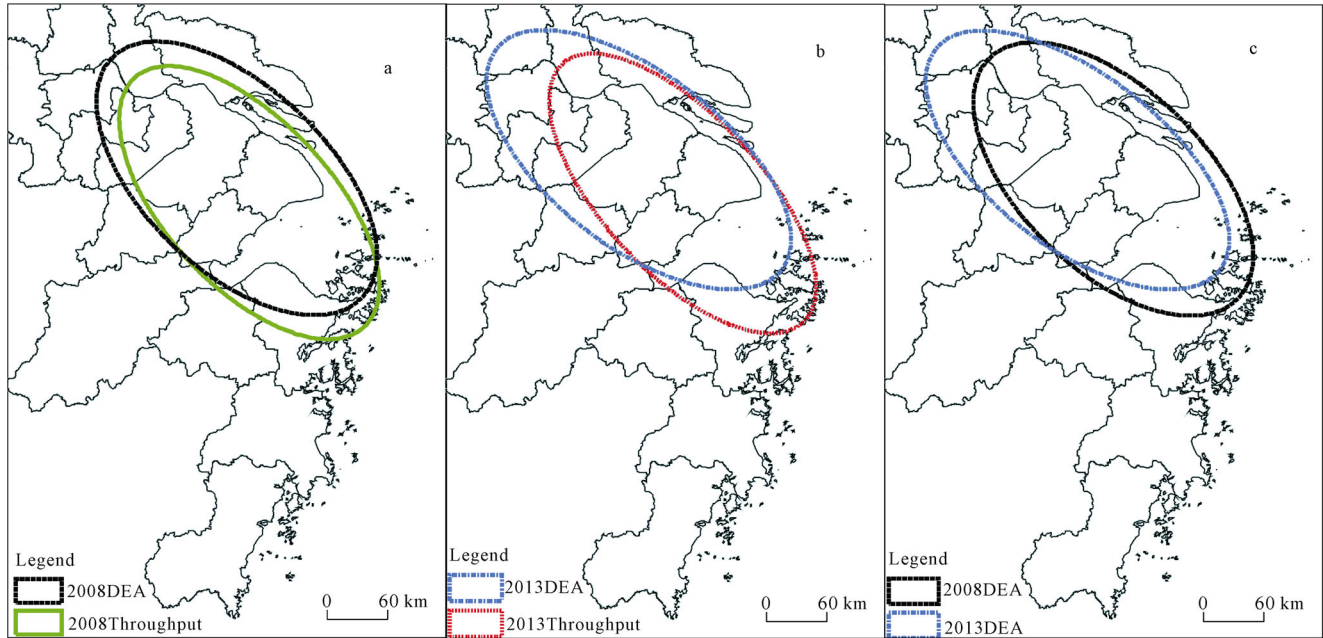 a
Legend
2008DEA
2008Throughput
0 60 km
b
Legend
2013DEA
2013Throughput
0 60 km
c
Legend
2008DEA
2013DEA
0 60 km